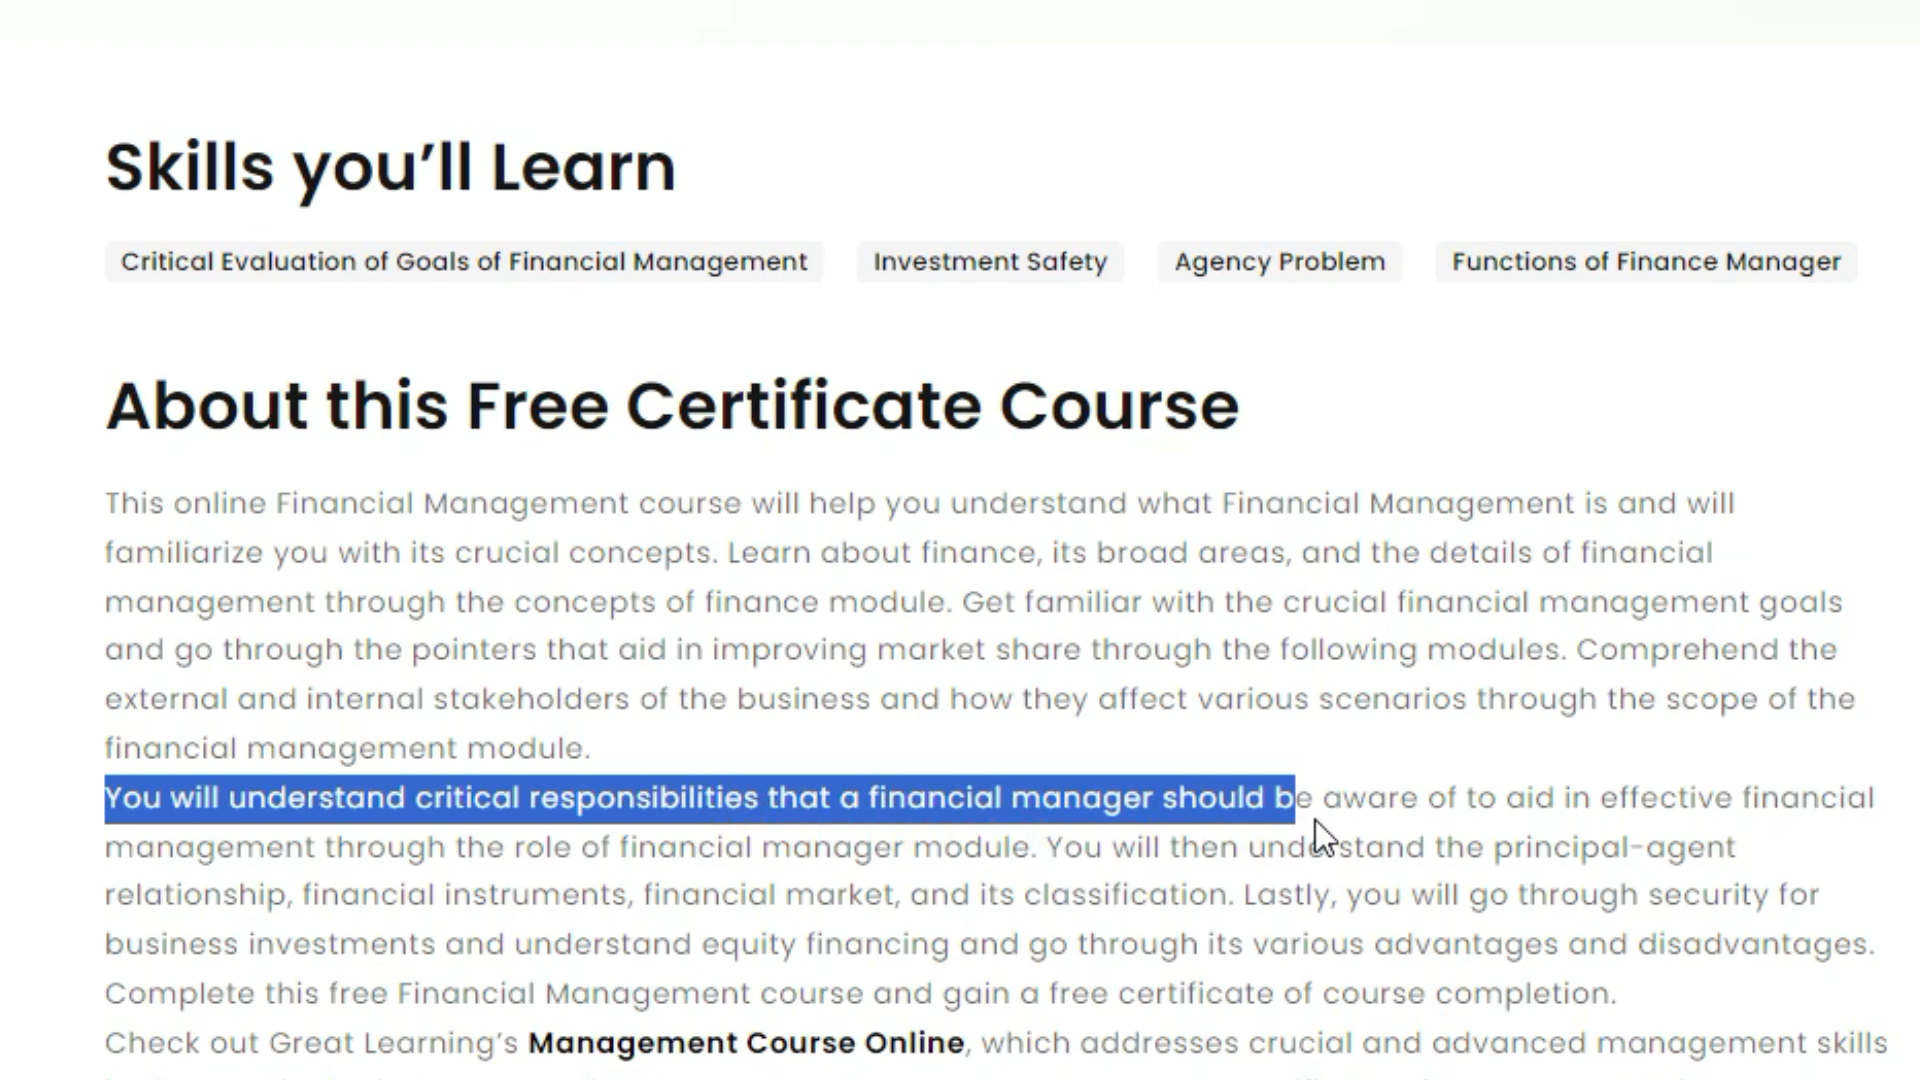 Skills you’ll Learn
Critical Evaluation of Goals of Financial Management Investment Safety Agency Problem Functions of Finance Manager
About this Free Certificate Course
This online Financial Management course will help you understand what Financial Management is and will
familiarize you with its crucial concepts. Learn about finance, its broad areas, and the details of financial
management through the concepts of finance module. Get familiar with the crucial financial management goals
and go through the pointers that aid in improving market share through the following modules. Comprehend the
external and internal stakeholders of the business and how they affect various scenarios through the scope of the
financial management module.
You will understand critical responsibilities that a financial manager should be aware of to aid in effective financial
management through the role of financial manager module. You will then understand the principal-agent
relationship, financial instruments, financial market, and its classification. Lastly, you will go through security for
business investments and understand equity financing and go through its various advantages and disadvantages.
Complete this free Financial Management course and gain a free certificate of course completion.
Check out Great Learning’s Management Course Online, which addresses crucial and advanced management skills